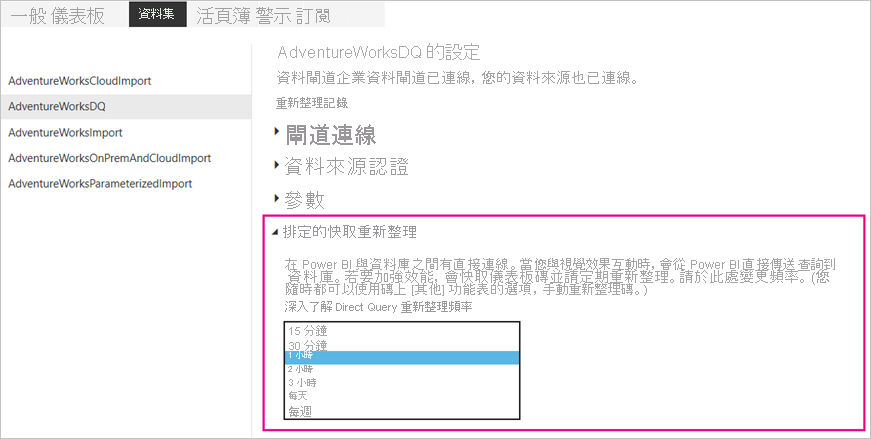 一般 儀表板 資料集 活頁簿 警示 訂閱
AdventureWorksCloudImport
AdventureWorksDQ
AdventureWorksImport
AdventureWorksOnPremAndCloudImport
AdventureWorksParameterizedImport
AdventureWorksDQ 的設定
資料閘道企業資料閘道已連線, 您的資料來源也已連線。
重新整理記錄
閘道連線
資料來源認證
參數
排定的快取重新整理
在 Power BI 與資料庫之間有直接連線。當您與視覺效果互動時, 會從 Power BI直接傳送查詢到
資料庫。若要加強效能, 會快取儀表板磚並請定期重新整理。請於此處變更頻率。(您
隨時都可以使用磚上 [其他] 功能表的選項，手動重新整理磚。)
深入了解 Direct Query 重新整理頻率
15 分鐘
30 分鐘
1 小時
2 小時
3 小時
每天
每週